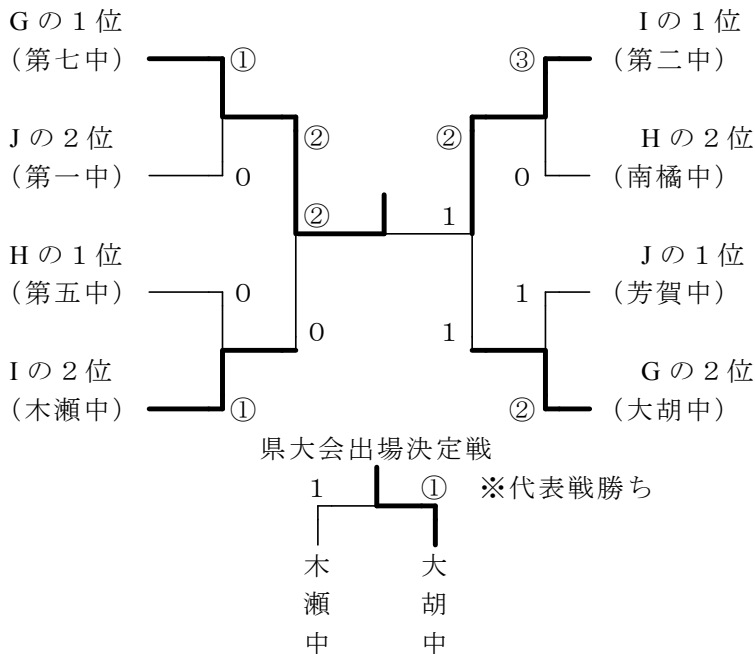 Gの1位
(第七中)
①
Jの2位
(第一中)
0
②
②
Hの1位
(第五中)
0
0
Iの2位
(木瀬中)
①
Iの1位
(第二中)
③
②
Hの2位
(南橘中)
0
1
Jの1位
(芳賀中)
1
1
Gの2位
(大胡中)
②
県大会出場決定戦
1
①
※代表戦勝ち
木瀬中
大胡中